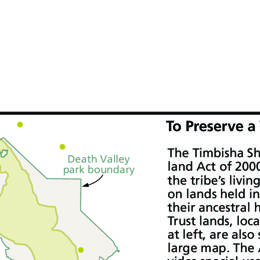 To Preserve a
Death Valley
park boundary
The Timbisha Sh
land Act of 2000
the tribe's living
on lands held in
their ancestral h
Trust lands, loca
at left, are also s
large map. The A